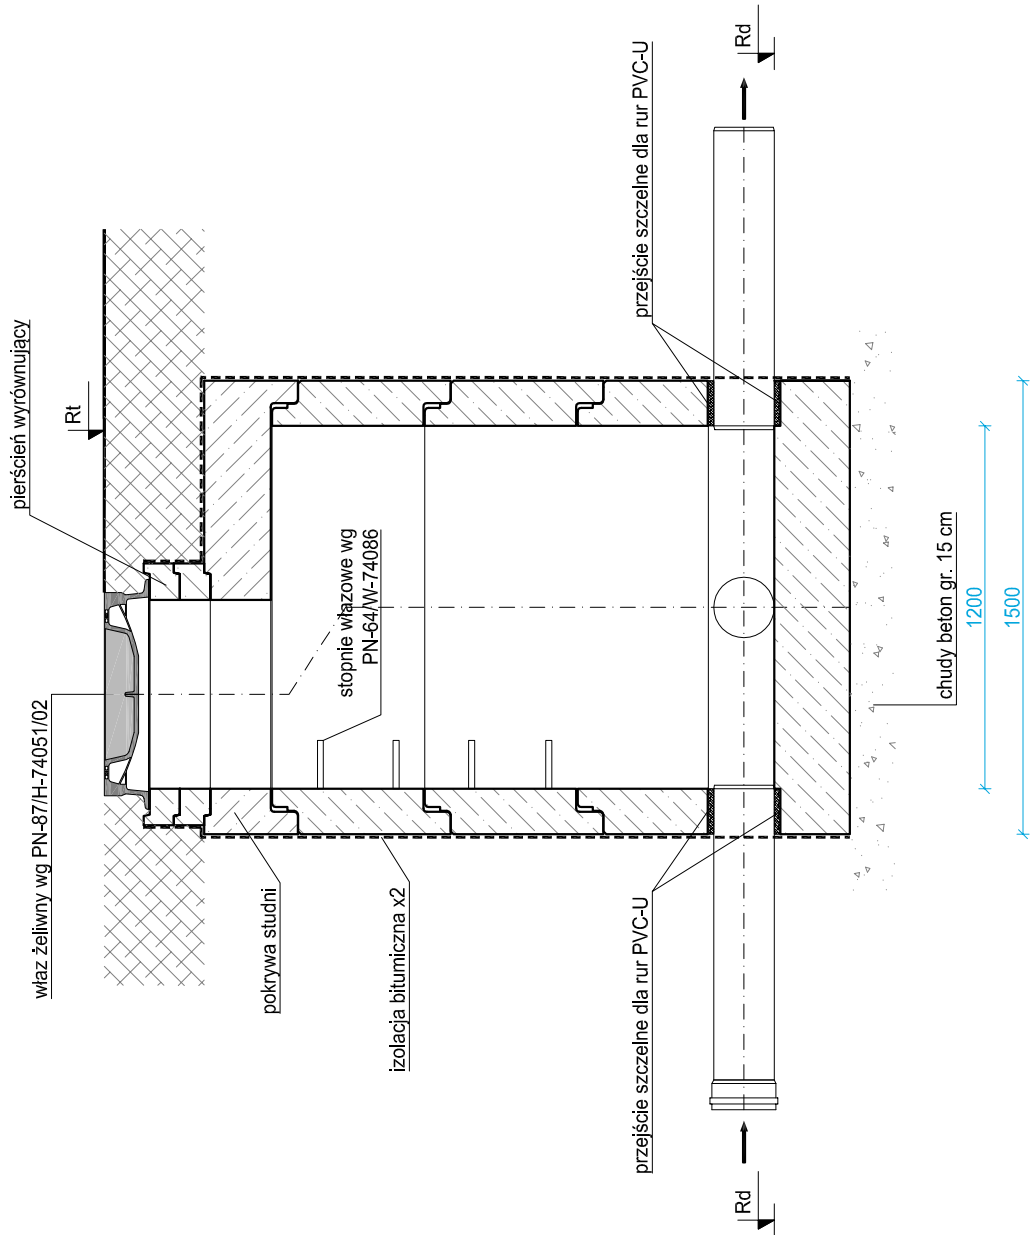 właz żeliwny wg PN-87/H-74051/02
pierścień wyrównujący
Rt
pokrywa studni
stopnie włazowe wg
PN-64/W-74086
izolacja bitumiczna x2
przejście szczelne dla rur PVC-U
przejście szczelne dla rur PVC-U
Rd
Rd
chudy beton gr. 15 cm
1200
1500